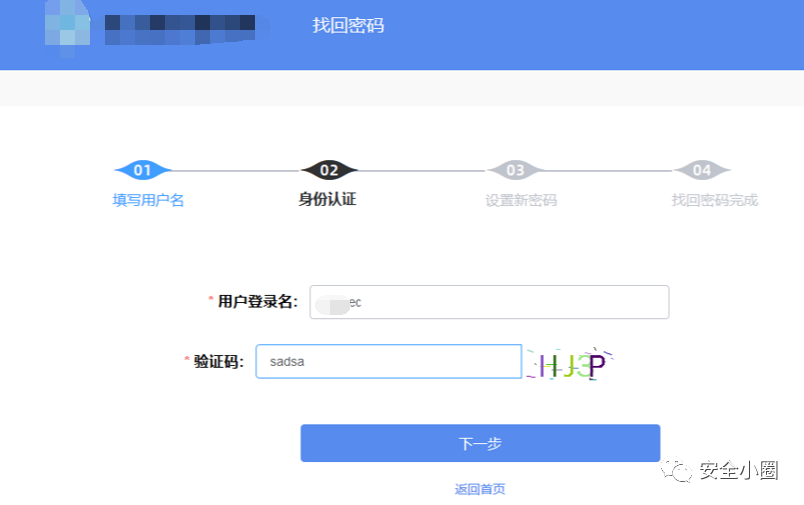 找回密码
01 02 03 04
填写用户名 身份认证 设置新密码 找回密码完成
* 用户登录名： ec
* 验证码： sadsa HJ3P
下一步
安全小圈
返回首页